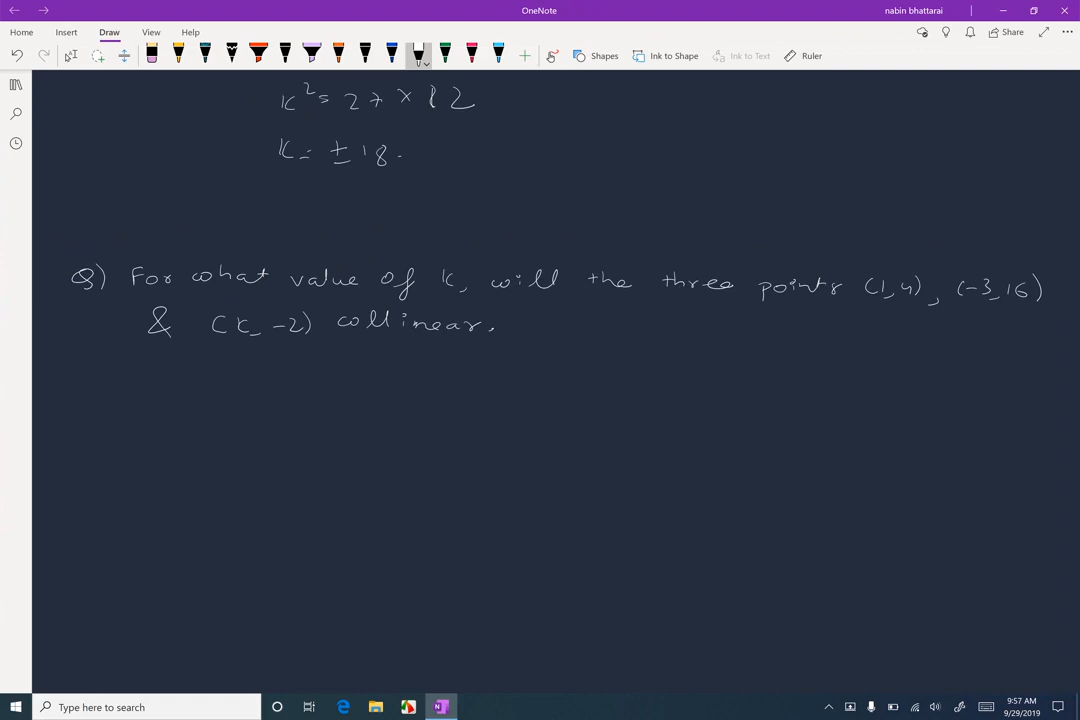 OneNote
nabin bhattarai
Home Insert Draw View Help
Share
Shapes Ink to Shape Ink to Text Ruler
K² = 27 × 12
K = ± 18.
Q) For what value of K, will the three points (1, 4), (-3, 16)
& (K, -2) collinear.
Type here to search
9:57 AM
9/29/2019